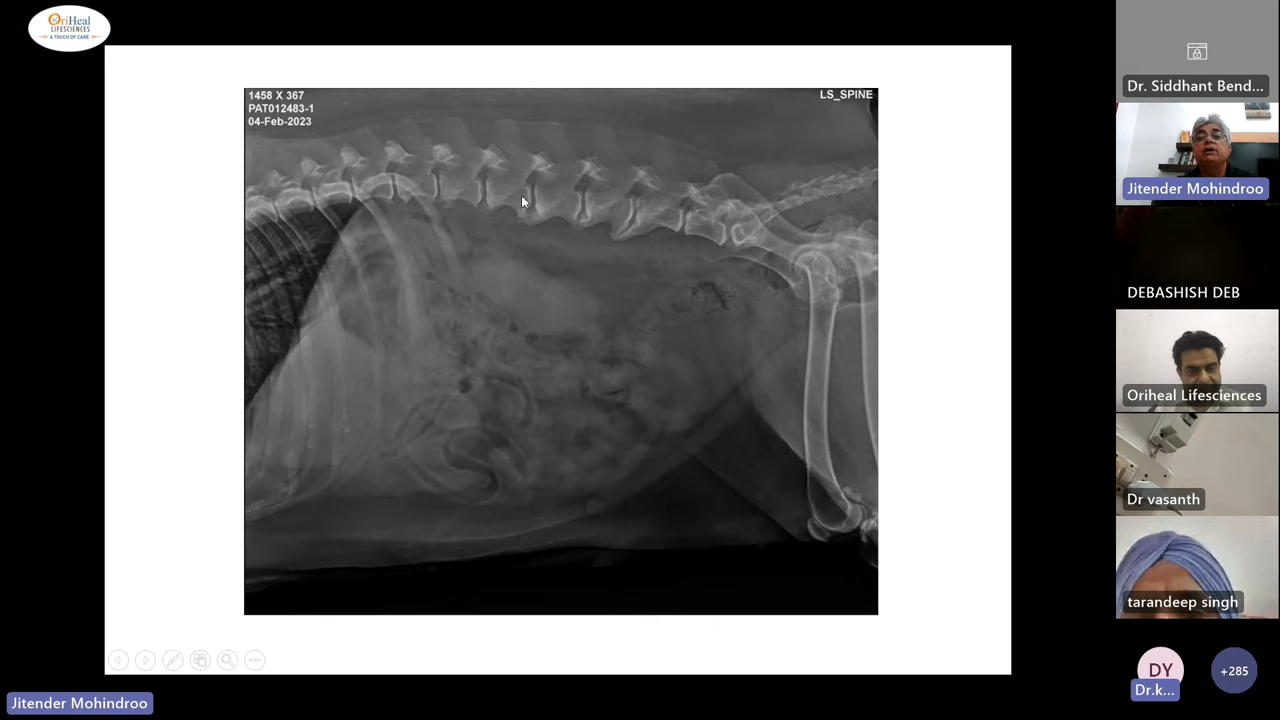 OriHeal
LIFESCIENCES
A TOUCH OF CARE
1458 X 367
PAT012483-1
04-Feb-2023
LS_SPINE
Dr. Siddhant Bend...
Jitender Mohindroo
DEBASHISH DEB
Oriheal Lifesciences
Dr vasanth
tarandeep singh
DY
Dr.k...
+285
Jitender Mohindroo